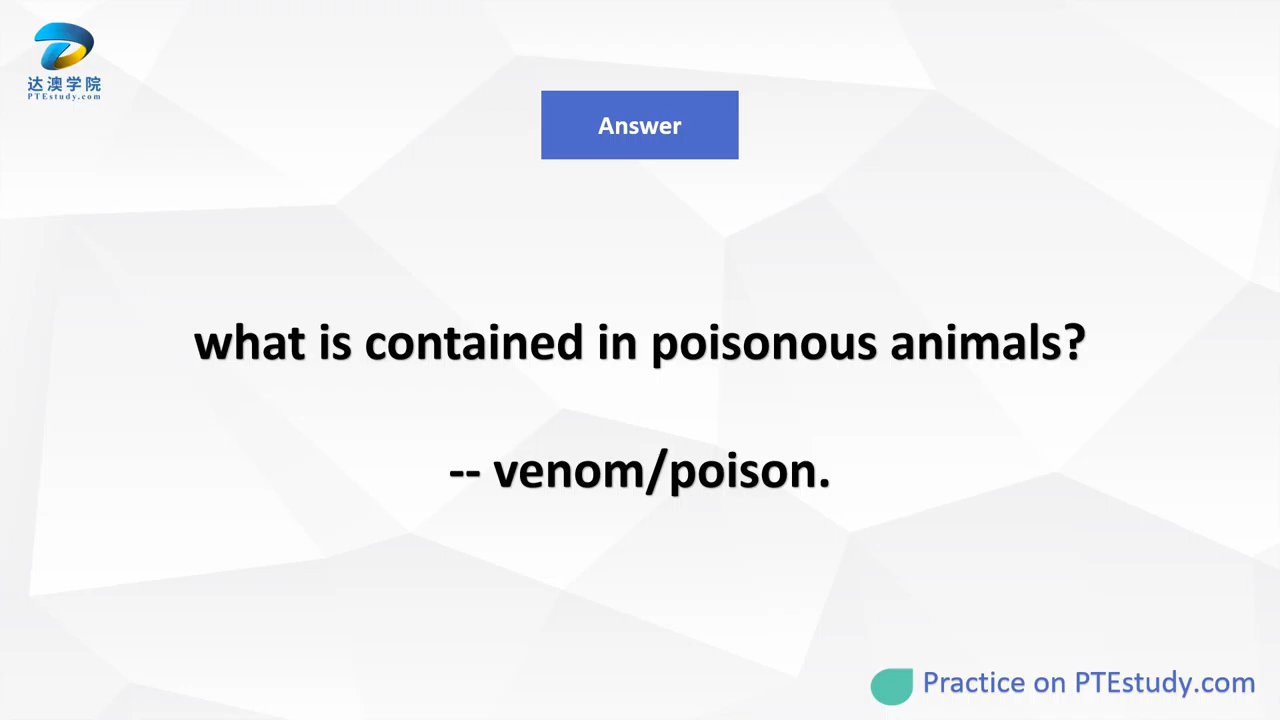 达澳学院
PTEstudy.com
Answer
what is contained in poisonous animals?
-- venom/poison.
Practice on PTEstudy.com